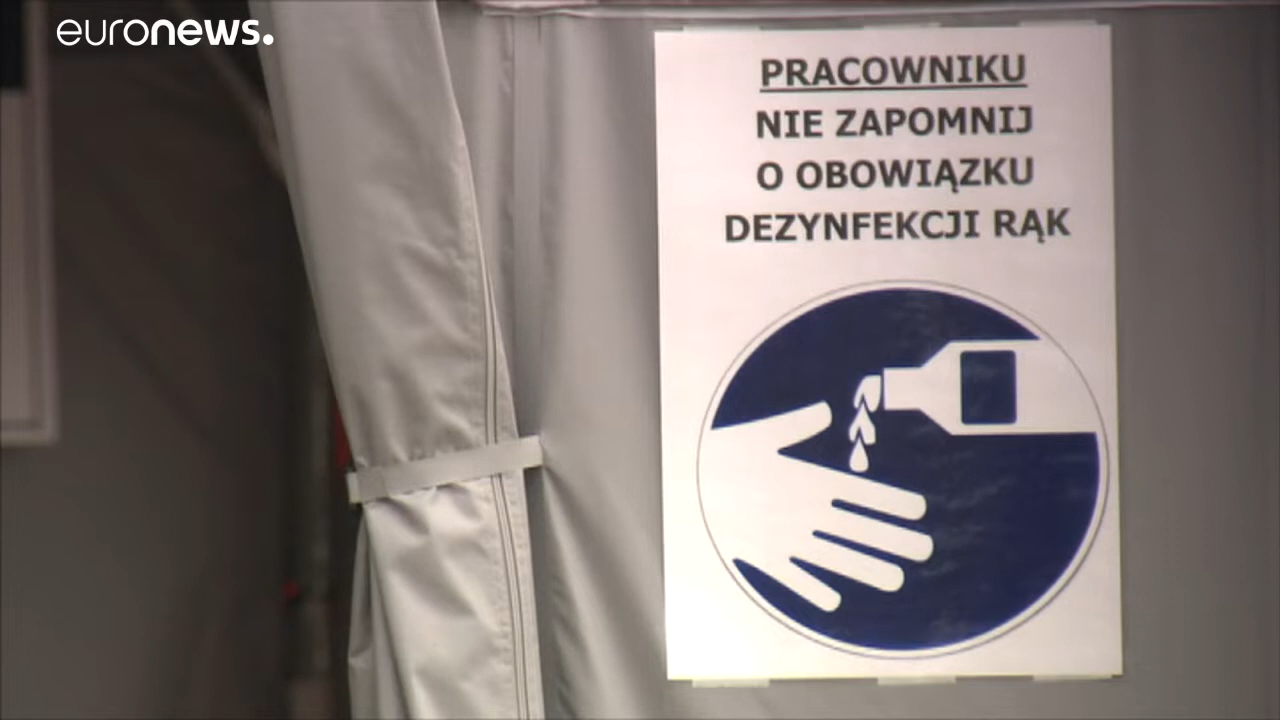 euronews.
PRACOWNIKU
NIE ZAPOMNIJ
O OBOWIĄZKU
DEZYNFEKCJI RĄK